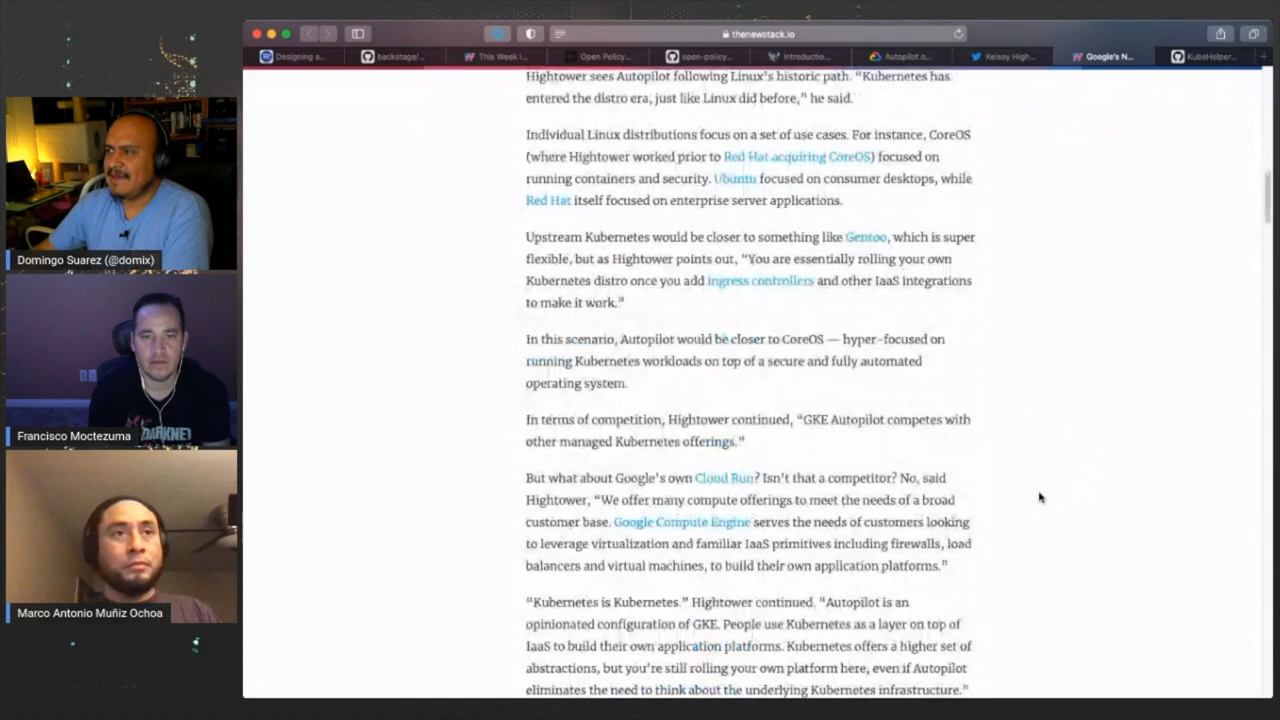 thenewstack.io
Designing a...
backstage/...
This Week i...
Open Policy...
open-policy...
Introductio...
Autopilot o...
Kelsey High...
Google's N...
KubeHelper...
Hightower sees Autopilot following Linux's historic path. “Kubernetes has
entered the distro era, just like Linux did before,” he said.
Individual Linux distributions focus on a set of use cases. For instance, CoreOS
(where Hightower worked prior to Red Hat acquiring CoreOS) focused on
running containers and security. Ubuntu focused on consumer desktops, while
Red Hat itself focused on enterprise server applications.
Upstream Kubernetes would be closer to something like Gentoo, which is super
flexible, but as Hightower points out, “You are essentially rolling your own
Kubernetes distro once you add ingress controllers and other IaaS integrations
to make it work.”
In this scenario, Autopilot would be closer to CoreOS — hyper-focused on
running Kubernetes workloads on top of a secure and fully automated
operating system.
In terms of competition, Hightower continued, “GKE Autopilot competes with
other managed Kubernetes offerings.”
But what about Google's own Cloud Run? Isn't that a competitor? No, said
Hightower, “We offer many compute offerings to meet the needs of a broad
customer base. Google Compute Engine serves the needs of customers looking
to leverage virtualization and familiar IaaS primitives including firewalls, load
balancers and virtual machines, to build their own application platforms.”
“Kubernetes is Kubernetes.” Hightower continued. “Autopilot is an
opinionated configuration of GKE. People use Kubernetes as a layer on top of
IaaS to build their own application platforms. Kubernetes offers a higher set of
abstractions, but you're still rolling your own platform here, even if Autopilot
eliminates the need to think about the underlying Kubernetes infrastructure.”
Domingo Suarez (@domix)
DARKNET
Francisco Moctezuma
Marco Antonio Muñiz Ochoa